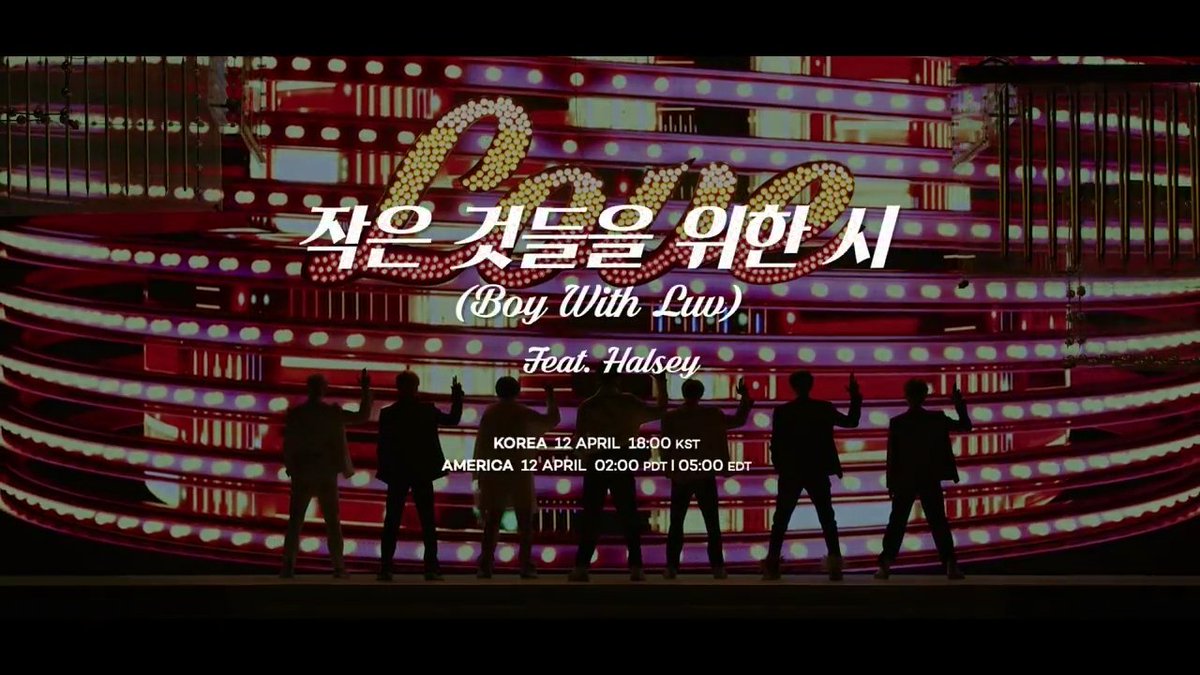 Love
작은 것들을 위한 시
(Boy With Luv)
Feat. Halsey
KOREA 12 APRIL 18:00 KST
AMERICA 12 APRIL 02:00 PDT I 05:00 EDT